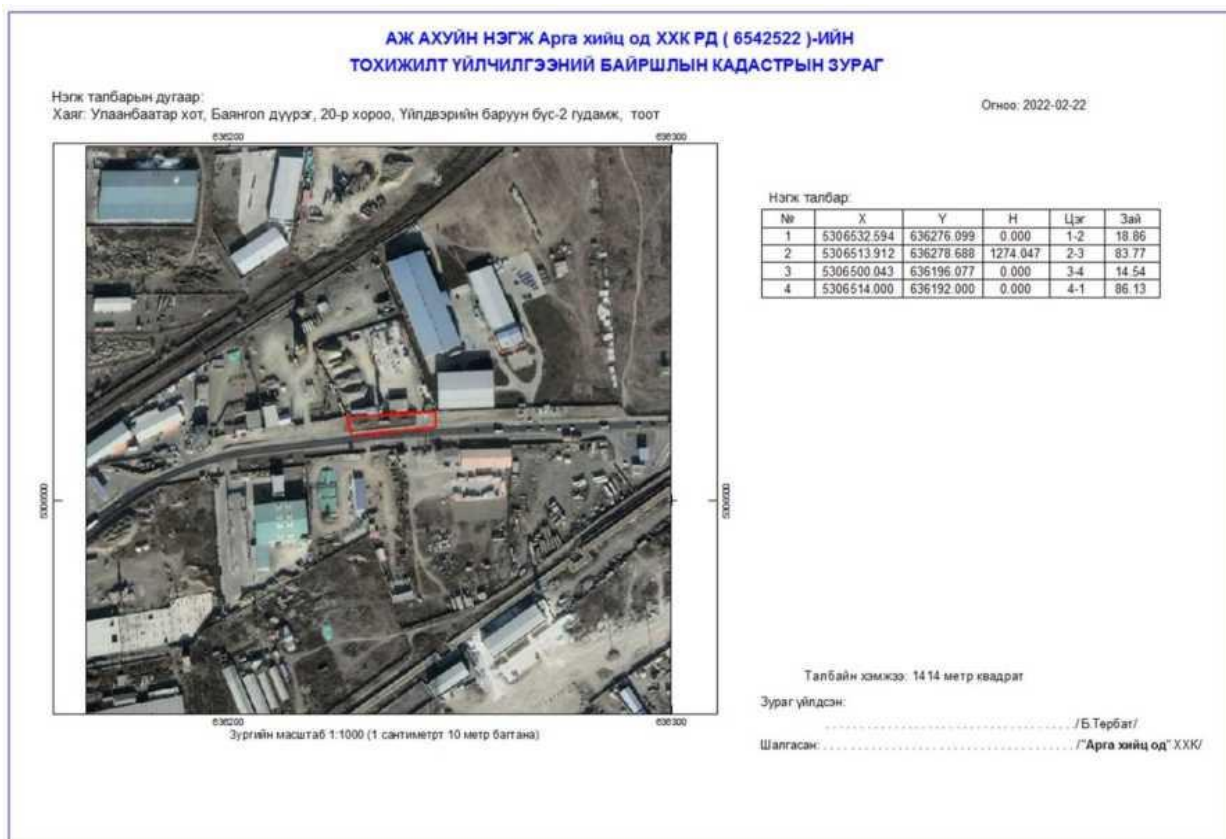 АЖ АХУЙН НЭГЖ Арга хийц од ХХК РД ( 6542522 )-ИЙН
ТОХИЖИЛТ ҮЙЛЧИЛГЭЭНИЙ БАЙРШЛЫН КАДАСТРЫН ЗУРАГ
Нэгж талбарын дугаар:
Хаяг: Улаанбаатар хот, Баянгол дүүрэг, 20-р хороо, Үйлдвэрийн баруун бүс-2 гудамж, тоот
Огноо: 2022-02-22
636200 636300
5306500 5306500
636200 636300
Зургийн масштаб 1:1000 (1 сантиметрт 10 метр багтана)
Нэгж талбар:
№ X Y H Цэг Зай
1 5306532.594 636276.099 0.000 1-2 18.86
2 5306513.912 636278.688 1274.047 2-3 83.77
3 5306500.043 636196.077 0.000 3-4 14.54
4 5306514.000 636192.000 0.000 4-1 86.13
Талбайн хэмжээ: 1414 метр квадрат
Зураг үйлдсэн:
/Б.Төрбат/
Шалгасан: /"Арга хийц од" ХХК/